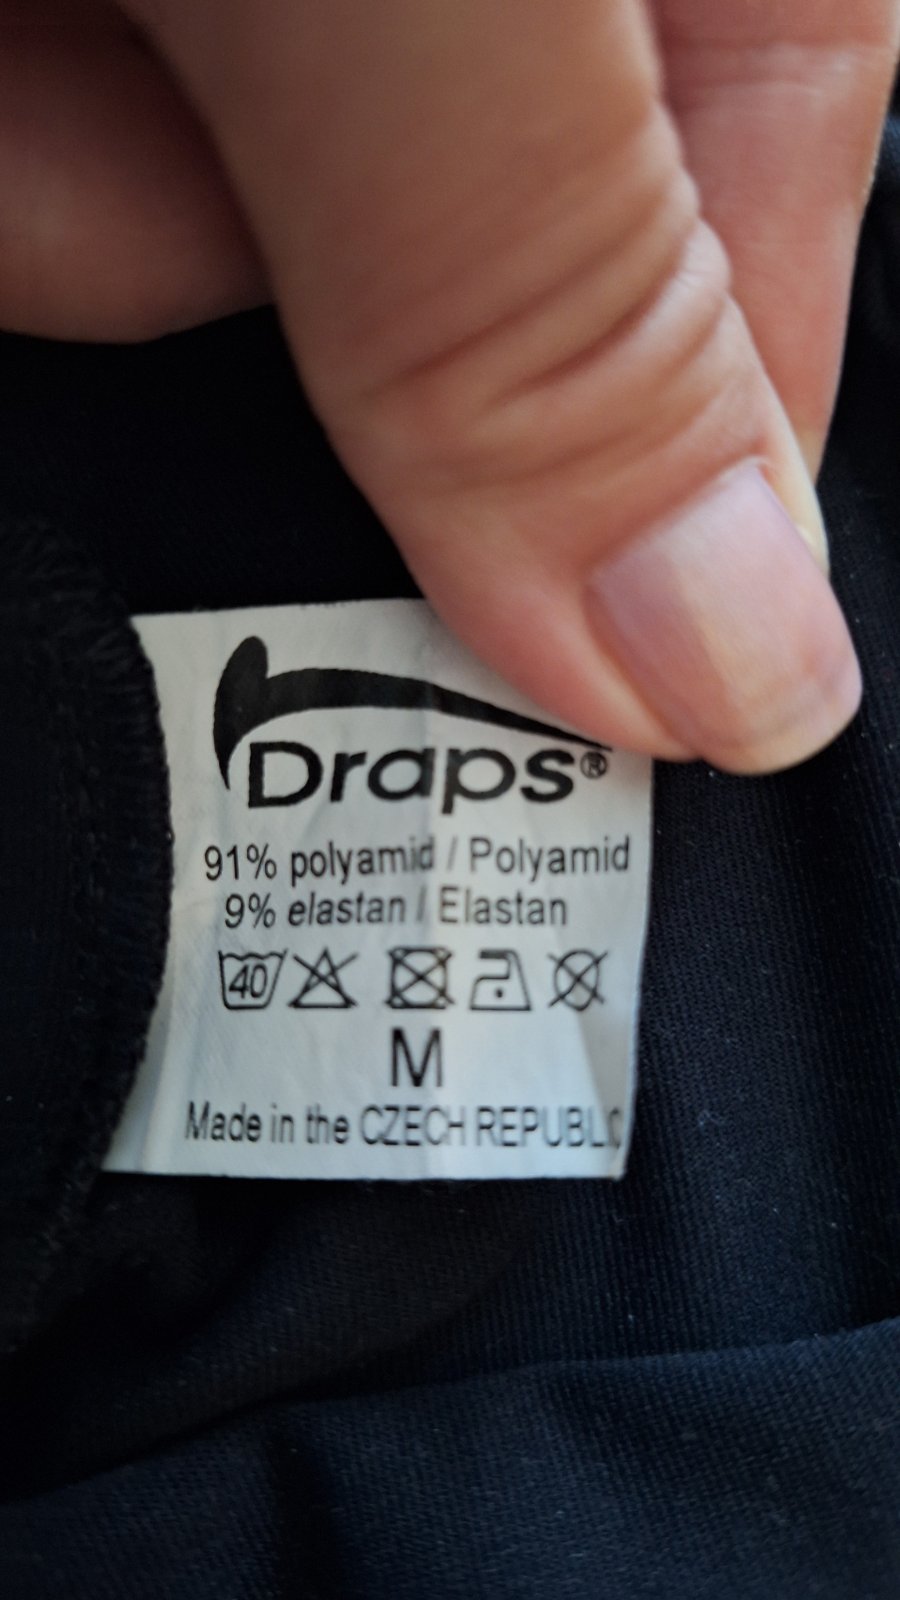 Draps®
91% polyamid / Polyamid
9% elastan / Elastan
40
M
Made in the CZECH REPUBLIC